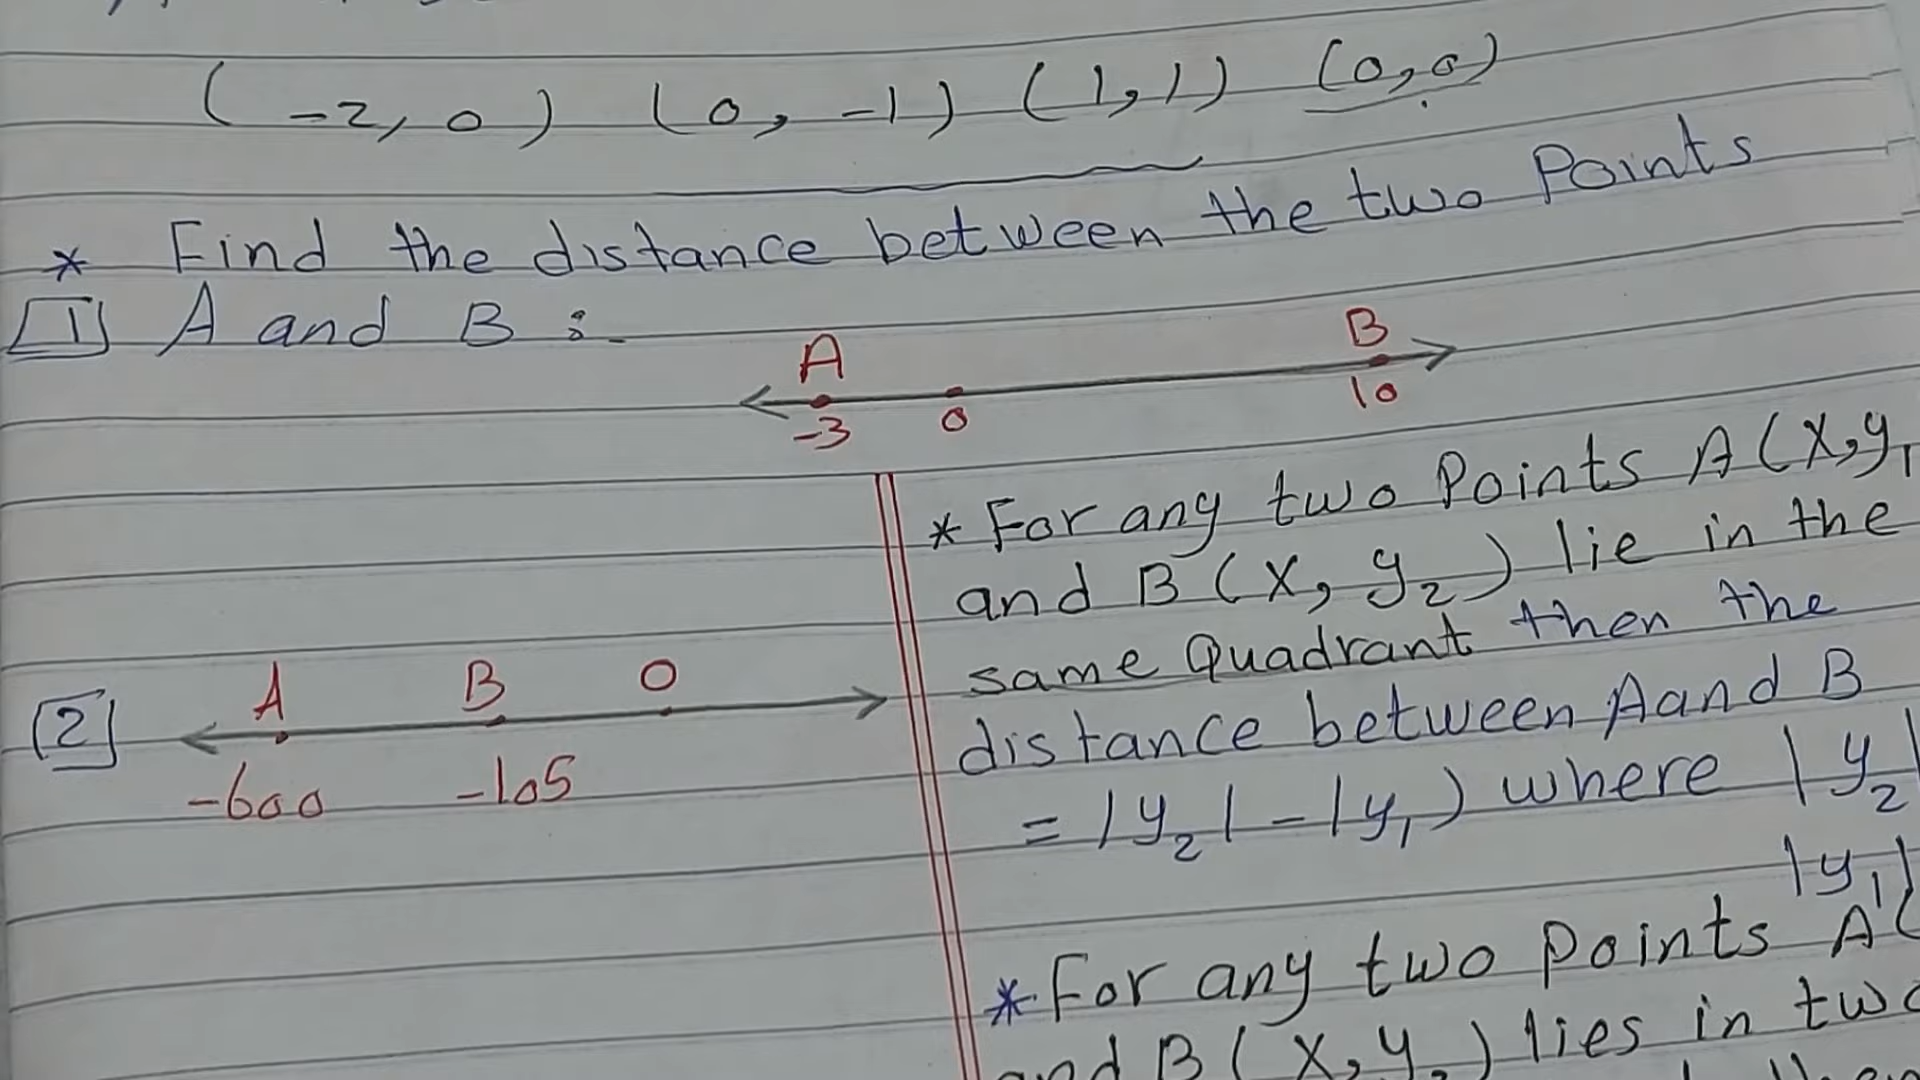 (-2, 0) (0, -1) (1, 1) (0,0)
* Find the distance between the two Points
[1] A and B :-
A B
-3 0 10
[2] A B 0
-600 -105
* For any two Points A(X,y1
and B(X, y2) lie in the
same Quadrant then the
distance between A and B
= |y2| - |y1| where |y2|
|y1|
* For any two points A(
and B(X, y2) lies in two